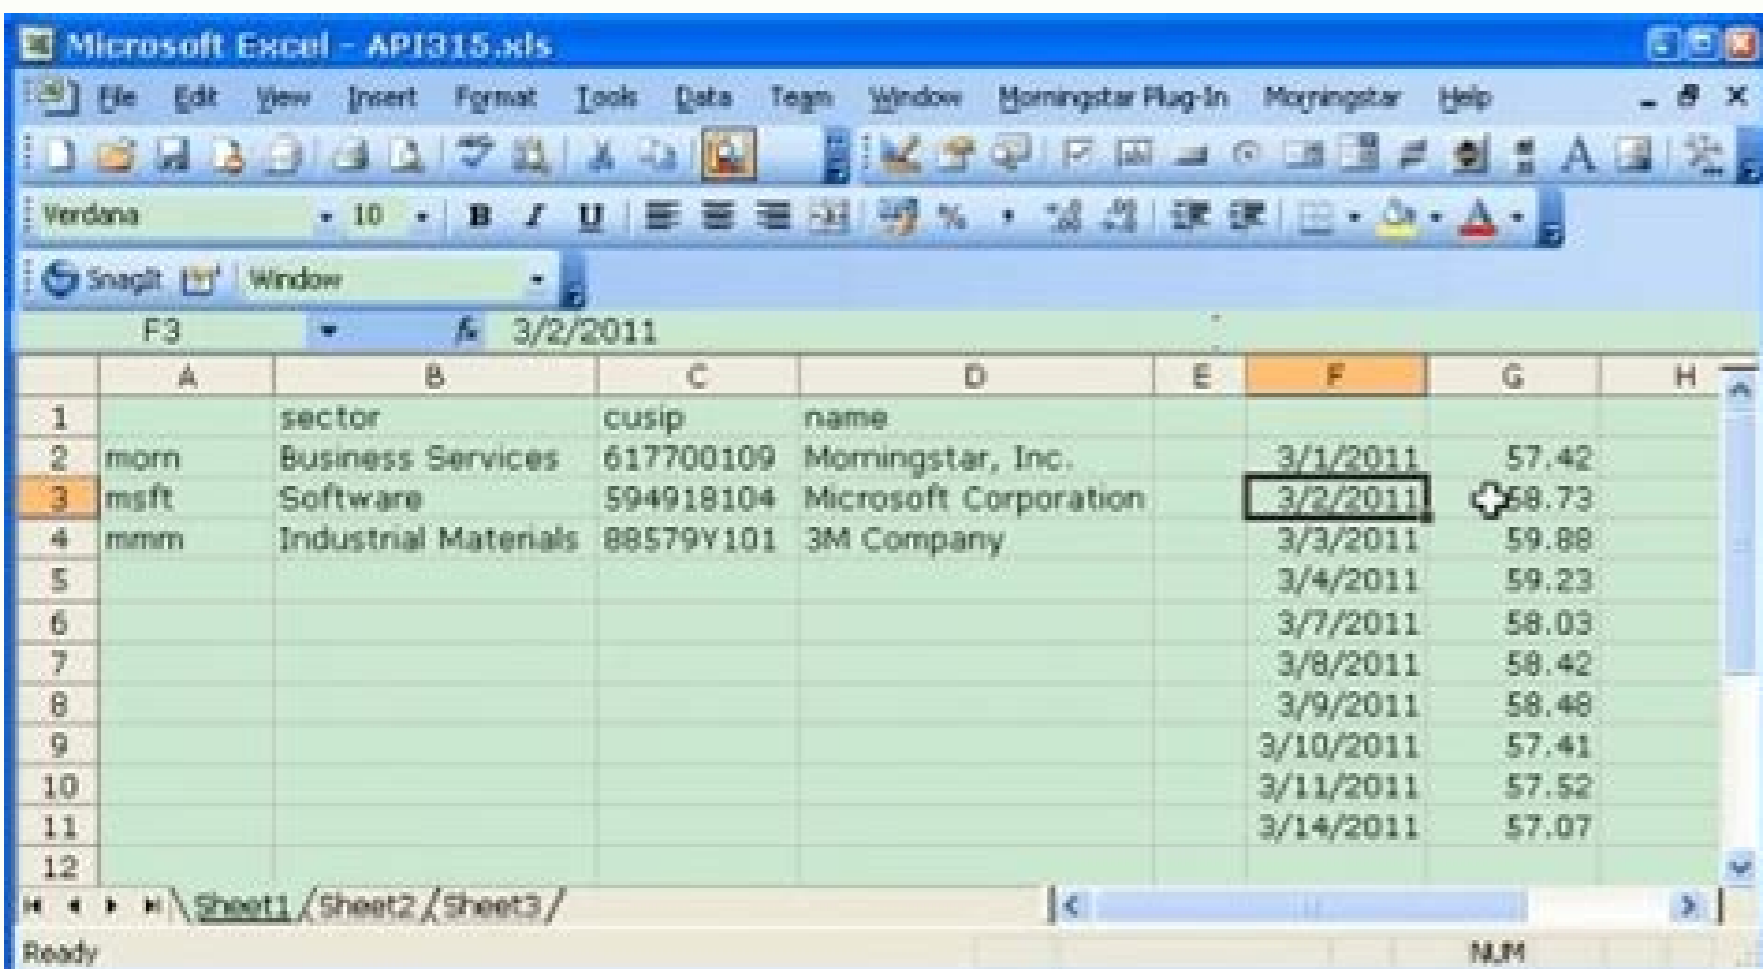 Microsoft Excel - API315.xls
File Edit View Insert Format Tools Data Team Window Morningstar Plug-In Morningstar Help
Verdana 10 B I U %
SnagIt Window
F3 fx 3/2/2011
A B C D E F G H
1 sector cusip name
2 morn Business Services 617700109 Morningstar, Inc. 3/1/2011 57.42
3 msft Software 594918104 Microsoft Corporation 3/2/2011 58.73
4 mmm Industrial Materials 88579Y101 3M Company 3/3/2011 59.88
5 3/4/2011 59.23
6 3/7/2011 58.03
7 3/8/2011 58.42
8 3/9/2011 58.48
9 3/10/2011 57.41
10 3/11/2011 57.52
11 3/14/2011 57.07
12
Sheet1 Sheet2 Sheet3
Ready NUM